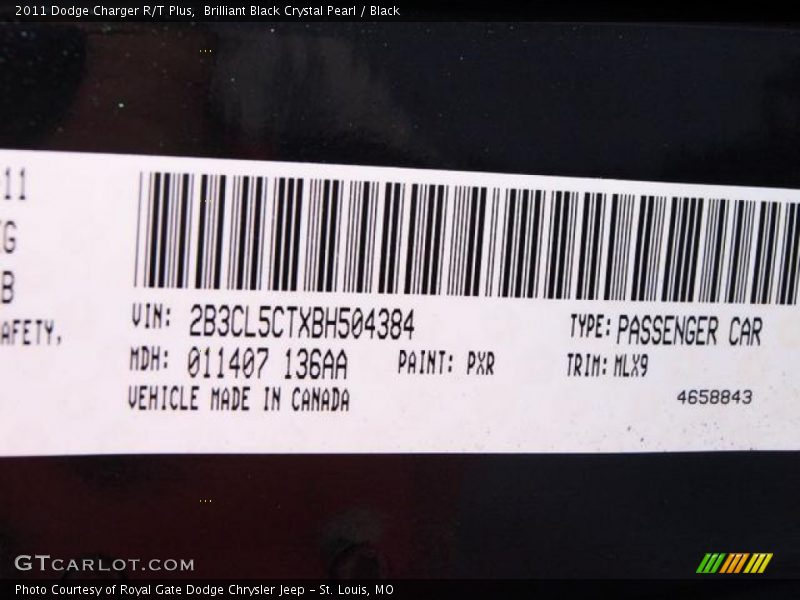 2011 Dodge Charger R/T Plus,  Brilliant Black Crystal Pearl / Black
11
G
B
AFETY,
VIN: 2B3CL5CTXBH504384
TYPE: PASSENGER CAR
MDH: 011407 136AA
PAINT: PXR
TRIM: MLX9
VEHICLE MADE IN CANADA
4658843
GTCARLOT.COM
Photo Courtesy of Royal Gate Dodge Chrysler Jeep - St. Louis, MO